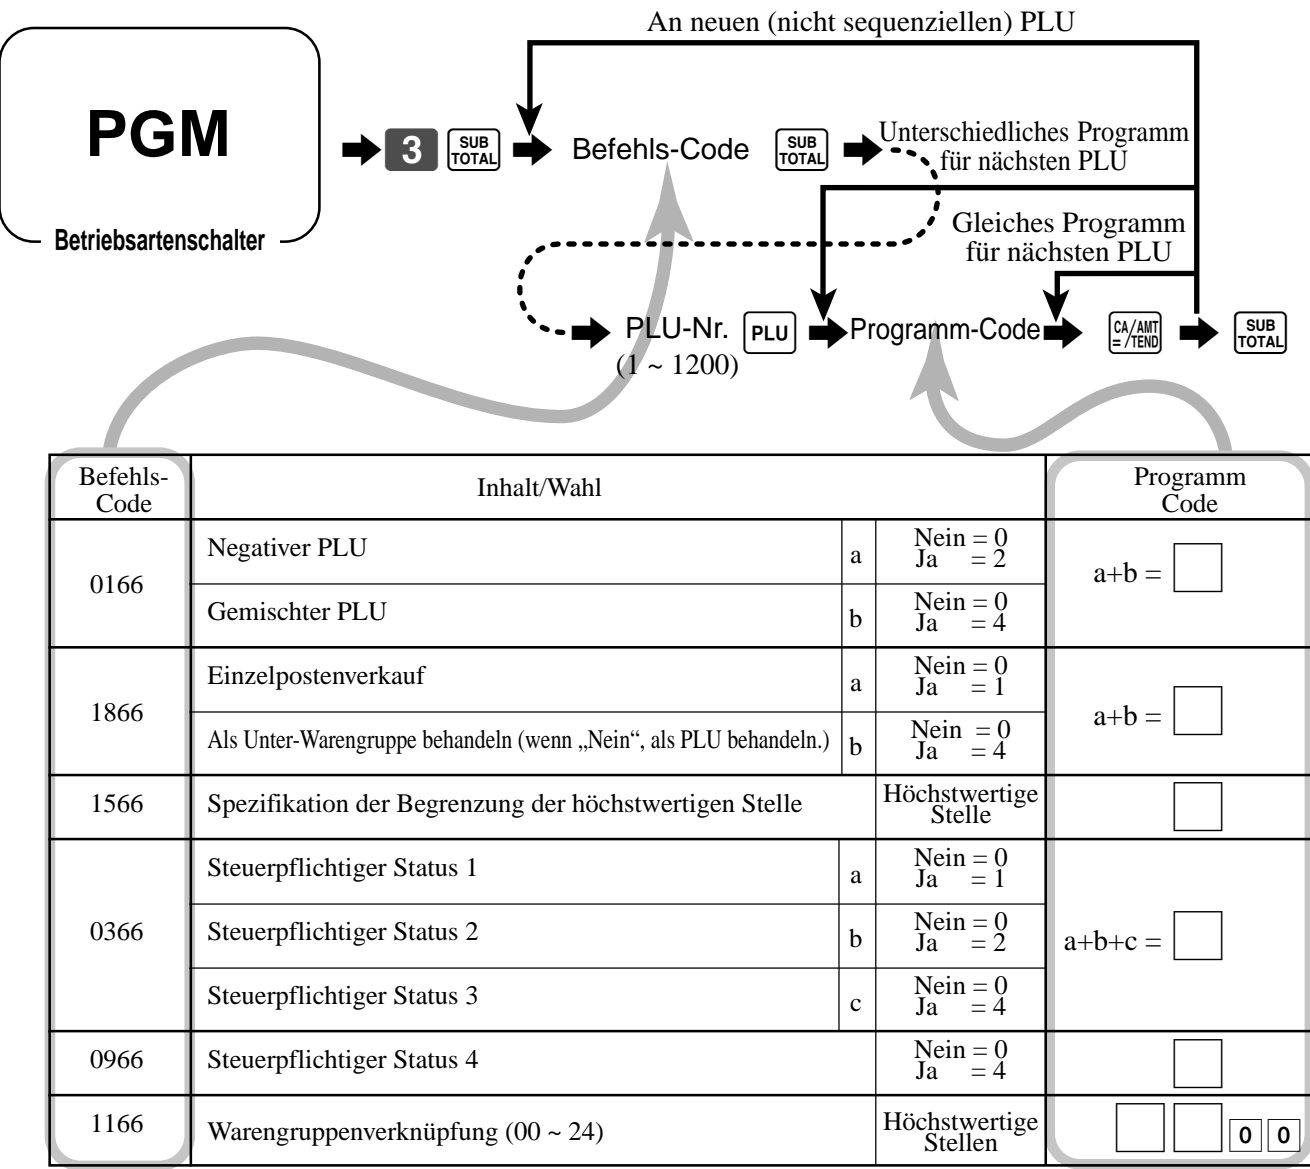 An neuen (nicht sequenziellen) PLU
PGM
Betriebsartenschalter
3 SUB TOTAL Befehls-Code SUB TOTAL
Unterschiedliches Programm
für nächsten PLU
Gleiches Programm
für nächsten PLU
PLU-Nr. PLU Programm-Code CA/AMT =/TEND SUB TOTAL
(1 ~ 1200)
Befehls-
Code
Inhalt/Wahl
Programm
Code
0166
Negativer PLU
a
Nein = 0
Ja = 2
a+b =
Gemischter PLU
b
Nein = 0
Ja = 4
1866
Einzelpostenverkauf
a
Nein = 0
Ja = 1
a+b =
Als Unter-Warengruppe behandeln (wenn „Nein“, als PLU behandeln.)
b
Nein = 0
Ja = 4
1566
Spezifikation der Begrenzung der höchstwertigen Stelle
Höchstwertige
Stelle
0366
Steuerpflichtiger Status 1
a
Nein = 0
Ja = 1
Steuerpflichtiger Status 2
b
Nein = 0
Ja = 2
a+b+c =
Steuerpflichtiger Status 3
c
Nein = 0
Ja = 4
0966
Steuerpflichtiger Status 4
Nein = 0
Ja = 4
1166
Warengruppenverknüpfung (00 ~ 24)
Höchstwertige
Stellen
0 0